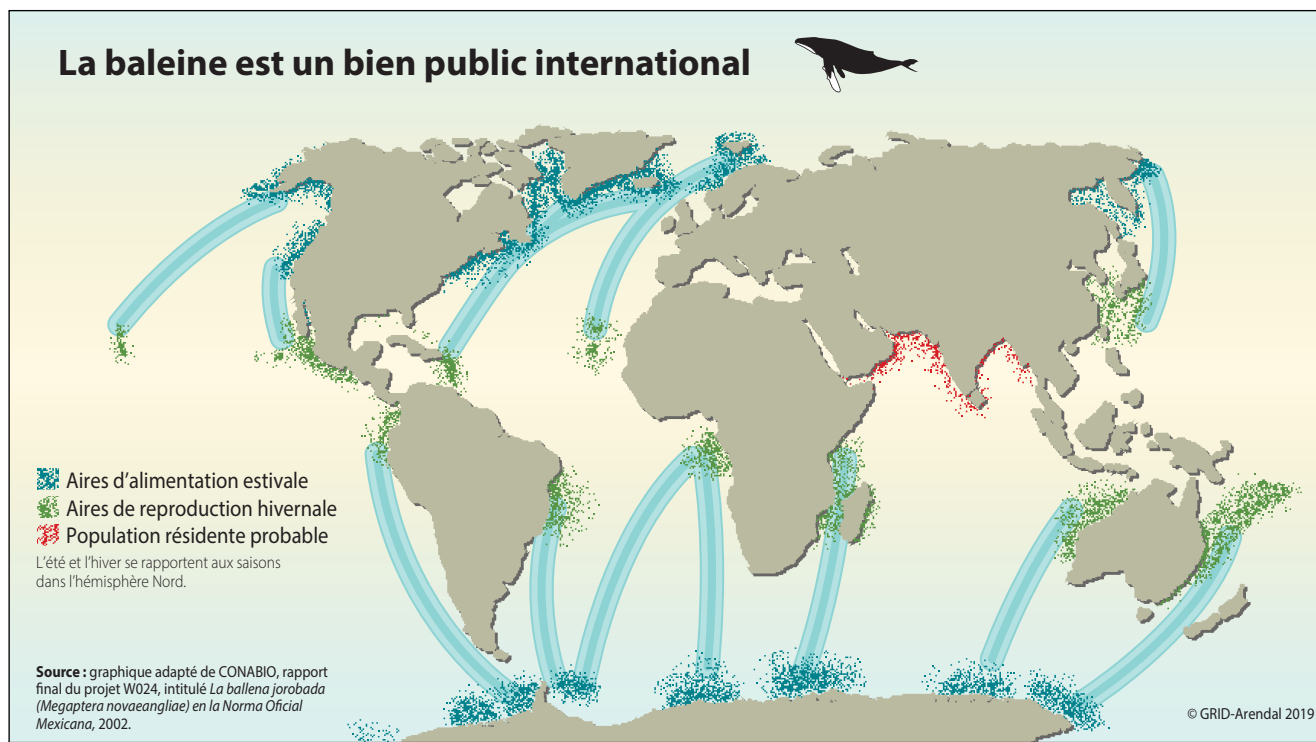 La baleine est un bien public international
Aires d'alimentation estivale
Aires de reproduction hivernale
Population résidente probable
L'été et l'hiver se rapportent aux saisons
dans l'hémisphère Nord.
Source : graphique adapté de CONABIO, rapport
final du projet W024, intitulé La ballena jorobada
(Megaptera novaeangliae) en la Norma Oficial
Mexicana, 2002.
© GRID-Arendal 2019